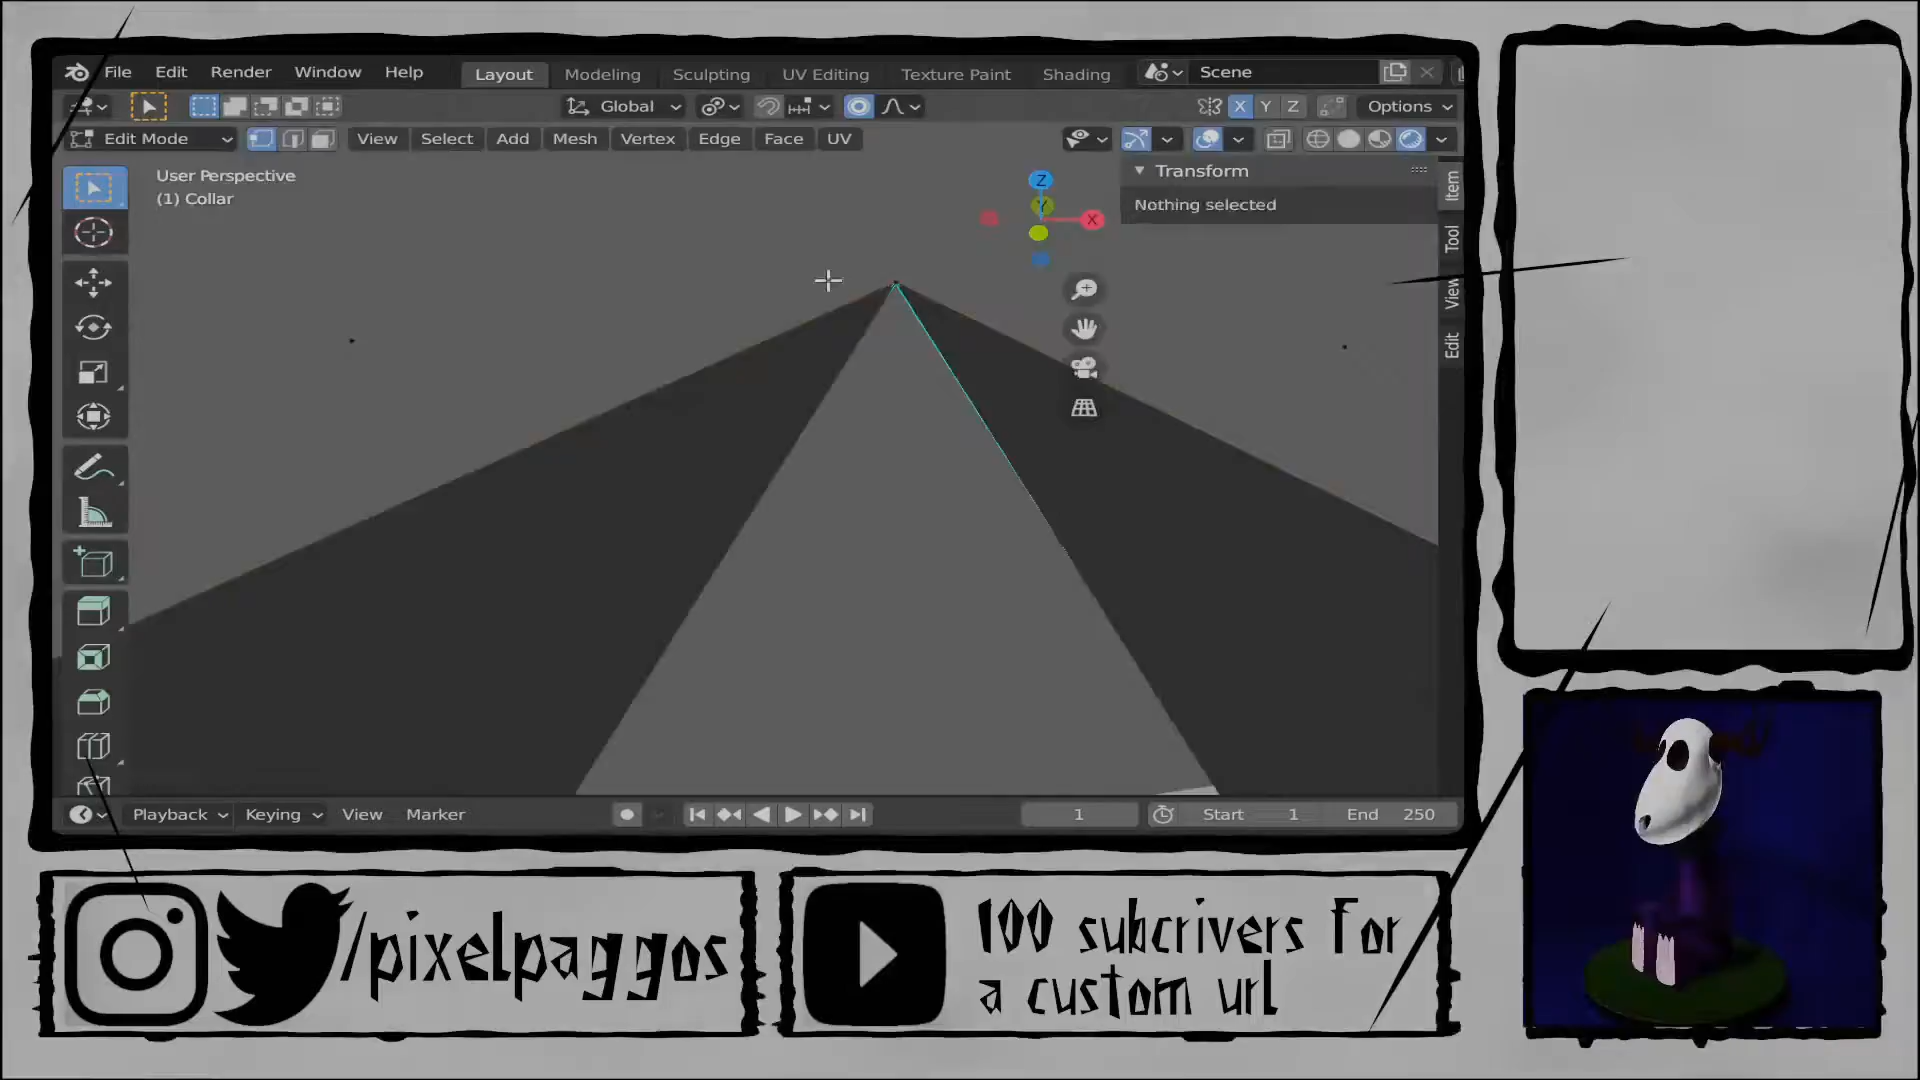 File Edit Render Window Help Layout Modeling Sculpting UV Editing Texture Paint Shading Scene
Global X Y Z Options
Edit Mode View Select Add Mesh Vertex Edge Face UV
User Perspective
(1) Collar
Z
Y
X
Transform
Nothing selected
Item
Tool
View
Edit
Playback Keying View Marker 1 Start 1 End 250
/pixelpaggos
100 subcrivers for
a custom url